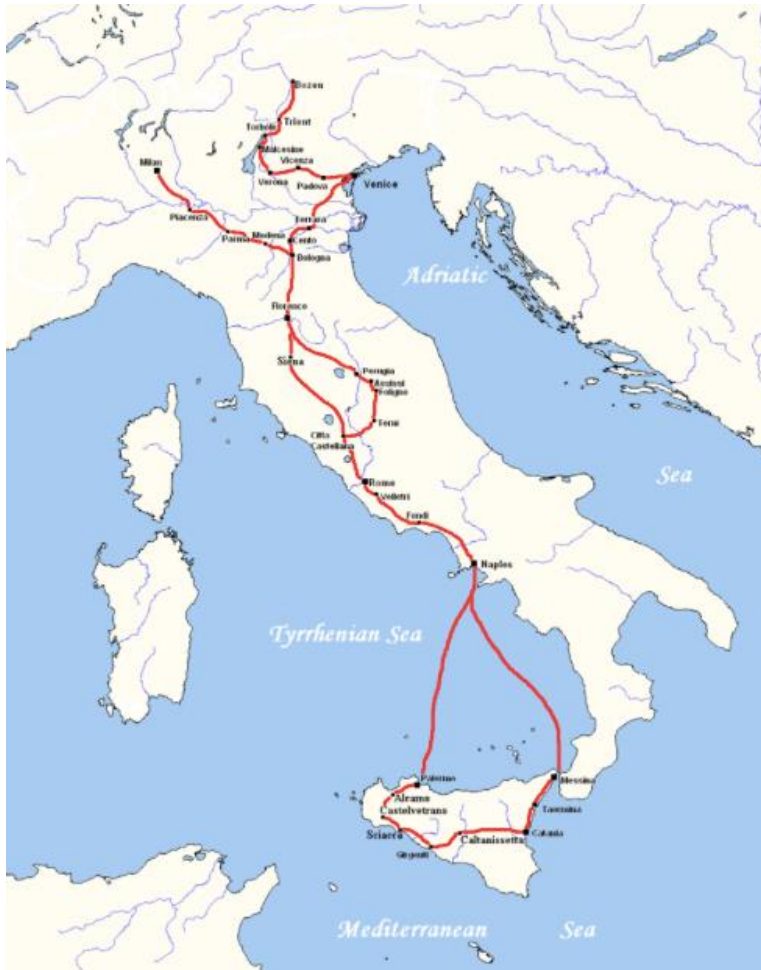 Bozen
Trient
Torbole
Malcesine
Vicenza
Milan
Verona
Padova
Venice
Piacenza
Ferrara
Parma
Modena
Cento
Bologna
Adriatic
Florence
Siena
Perugia
Assissi
Foligno
Terni
Citta
Castellana
Sea
Rome
Velletri
Fondi
Naples
Tyrrhenian Sea
Palermo
Messina
Alcamo
Castelvetrano
Taormina
Sciacca
Catania
Caltanissetta
Girgenti
Mediterranean
Sea